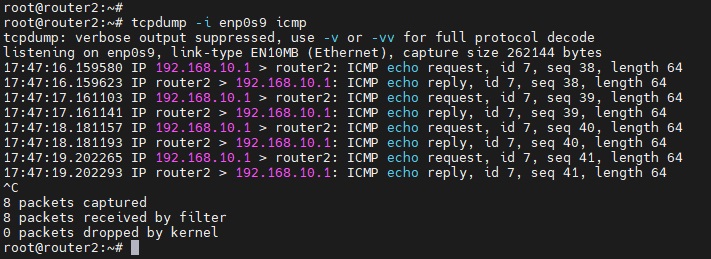 root@router2:~#
root@router2:~# tcpdump -i enp0s9 icmp
tcpdump: verbose output suppressed, use -v or -vv for full protocol decode
listening on enp0s9, link-type EN10MB (Ethernet), capture size 262144 bytes
17:47:16.159580 IP 192.168.10.1 > router2: ICMP echo request, id 7, seq 38, length 64
17:47:16.159623 IP router2 > 192.168.10.1: ICMP echo reply, id 7, seq 38, length 64
17:47:17.161103 IP 192.168.10.1 > router2: ICMP echo request, id 7, seq 39, length 64
17:47:17.161141 IP router2 > 192.168.10.1: ICMP echo reply, id 7, seq 39, length 64
17:47:18.181157 IP 192.168.10.1 > router2: ICMP echo request, id 7, seq 40, length 64
17:47:18.181193 IP router2 > 192.168.10.1: ICMP echo reply, id 7, seq 40, length 64
17:47:19.202265 IP 192.168.10.1 > router2: ICMP echo request, id 7, seq 41, length 64
17:47:19.202293 IP router2 > 192.168.10.1: ICMP echo reply, id 7, seq 41, length 64
^C
8 packets captured
8 packets received by filter
0 packets dropped by kernel
root@router2:~#